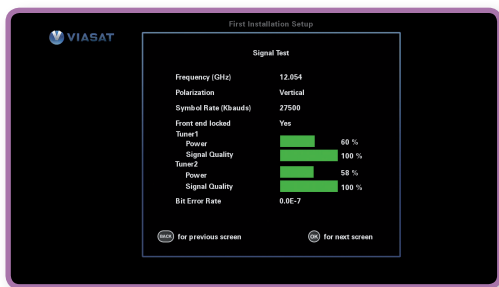 First Installation Setup
VIASAT
Signal Test
Frequency (GHz) 12.054
Polarization Vertical
Symbol Rate (Kbauds) 27500
Front end locked Yes
Tuner1
Power 60 %
Signal Quality 100 %
Tuner2
Power 58 %
Signal Quality 100 %
Bit Error Rate 0.0E-7
BACK for previous screen OK for next screen